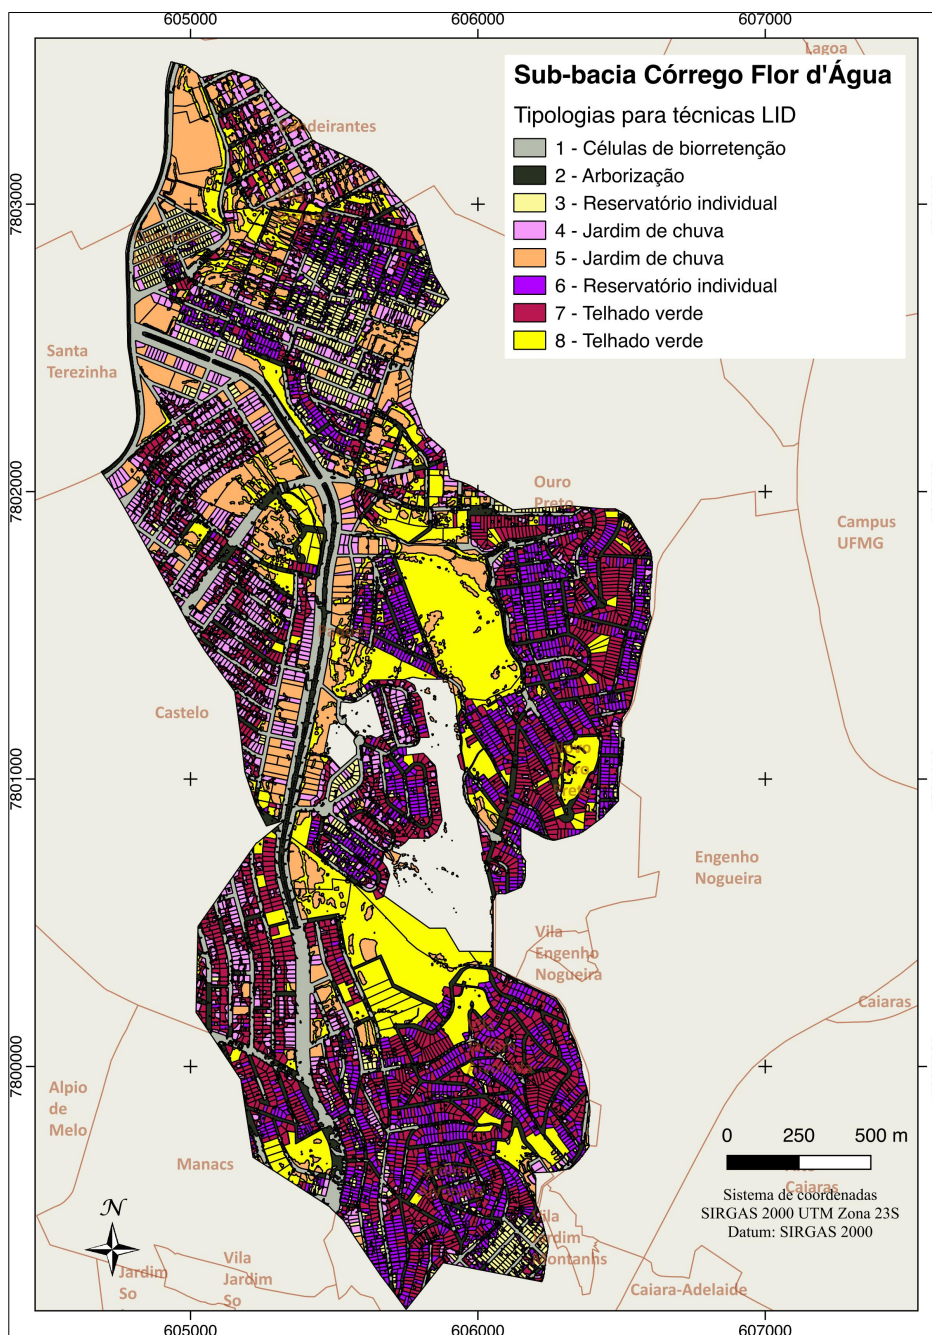 605000
606000
607000
Lagoa
Sub-bacia Córrego Flor d'Água
Tipologias para técnicas LID
1 - Células de biorretenção
2 - Arborização
3 - Reservatório individual
4 - Jardim de chuva
5 - Jardim de chuva
6 - Reservatório individual
7 - Telhado verde
8 - Telhado verde
7803000
Santa
Terezinha
7802000
Ouro
Preto
Campus
UFMG
Castelo
7801000
Engenho
Nogueira
Vila
Engenho
Nogueira
Caiaras
7800000
Alpio
de
Melo
Manacs
0 250 500 m
Caiaras
Sistema de coordenadas
SIRGAS 2000 UTM Zona 23S
Datum: SIRGAS 2000
N
Jardim
So
Vila
Jardim
So
Caiara-Adelaide
605000
606000
607000